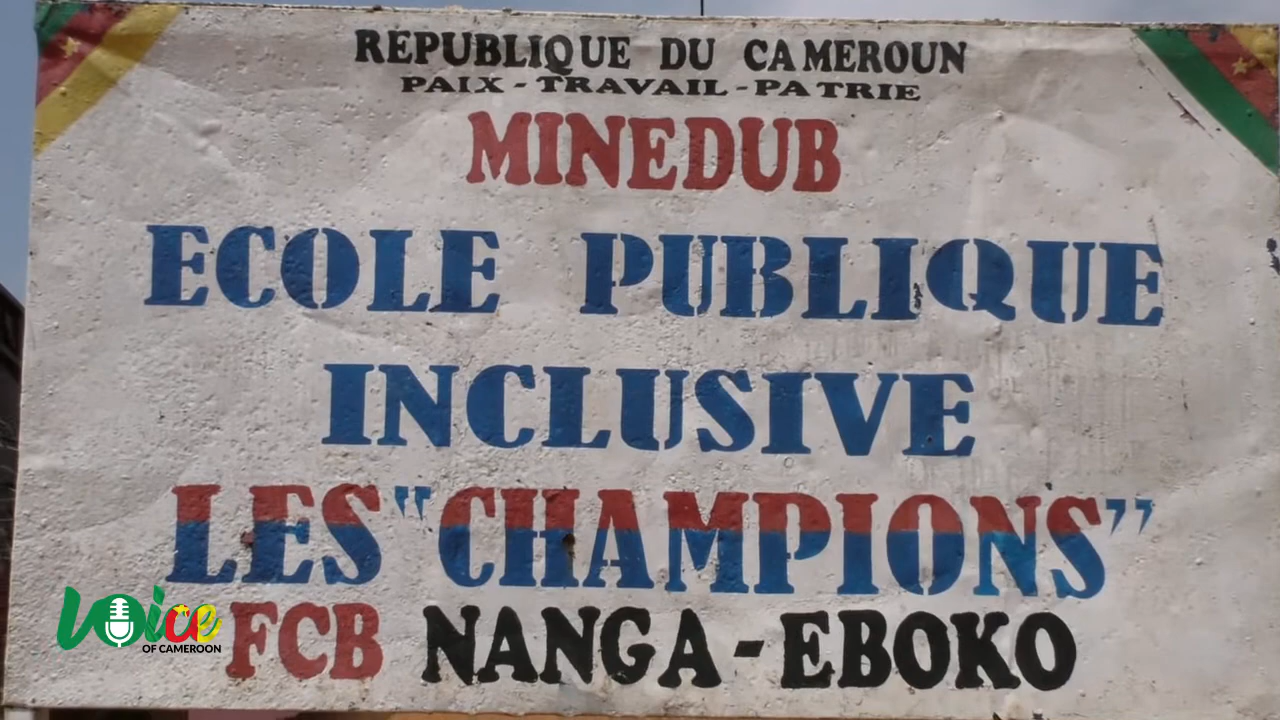 REPUBLIQUE DU CAMEROUN
PAIX - TRAVAIL - PATRIE
MINEDUB
ECOLE PUBLIQUE
INCLUSIVE
LES "CHAMPIONS"
FCB NANGA-EBOKO
Voice
OF CAMEROON